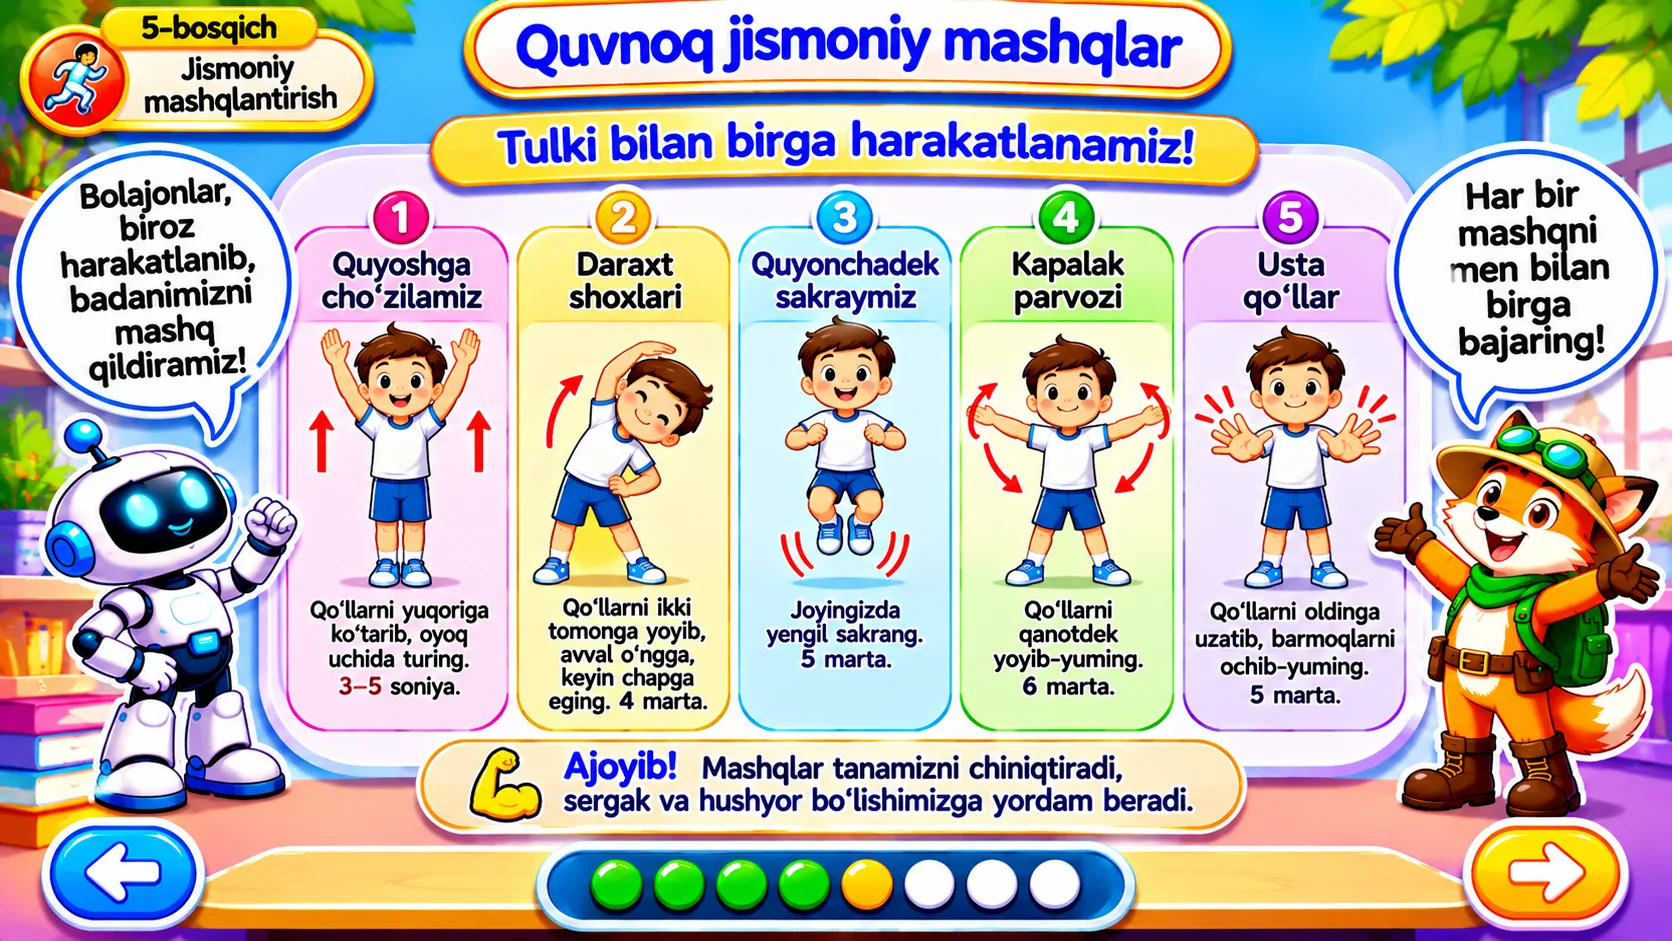 5-bosqich
Jismoniy
mashqlantirish
Quvnoq jismoniy mashqlar
Tulki bilan birga harakatlanamiz!
Bolajonlar,
biroz
harakatlanib,
badanimizni
mashq
qildiramiz!
1
Quyoshga
cho‘zilamiz
Qo‘llarni yuqoriga
ko‘tarib, oyoq
uchida turing.
3–5 soniya.
2
Daraxt
shoxlari
Qo‘llarni ikki
tomonga yoyib,
avval o‘ngga,
keyin chapga
eging. 4 marta.
3
Quyonchadek
sakraymiz
Joyingizda
yengil sakrang.
5 marta.
4
Kapalak
parvozi
Qo‘llarni
qanotdek
yoyib-yuming.
6 marta.
5
Usta
qo‘llar
Qo‘llarni oldinga
uzatib, barmoqlarni
ochib-yuming.
5 marta.
Har bir
mashqni
men bilan
birga
bajaring!
Ajoyib! Mashqlar tanamizni chiniqtiradi,
sergak va hushyor bo‘lishimizga yordam beradi.